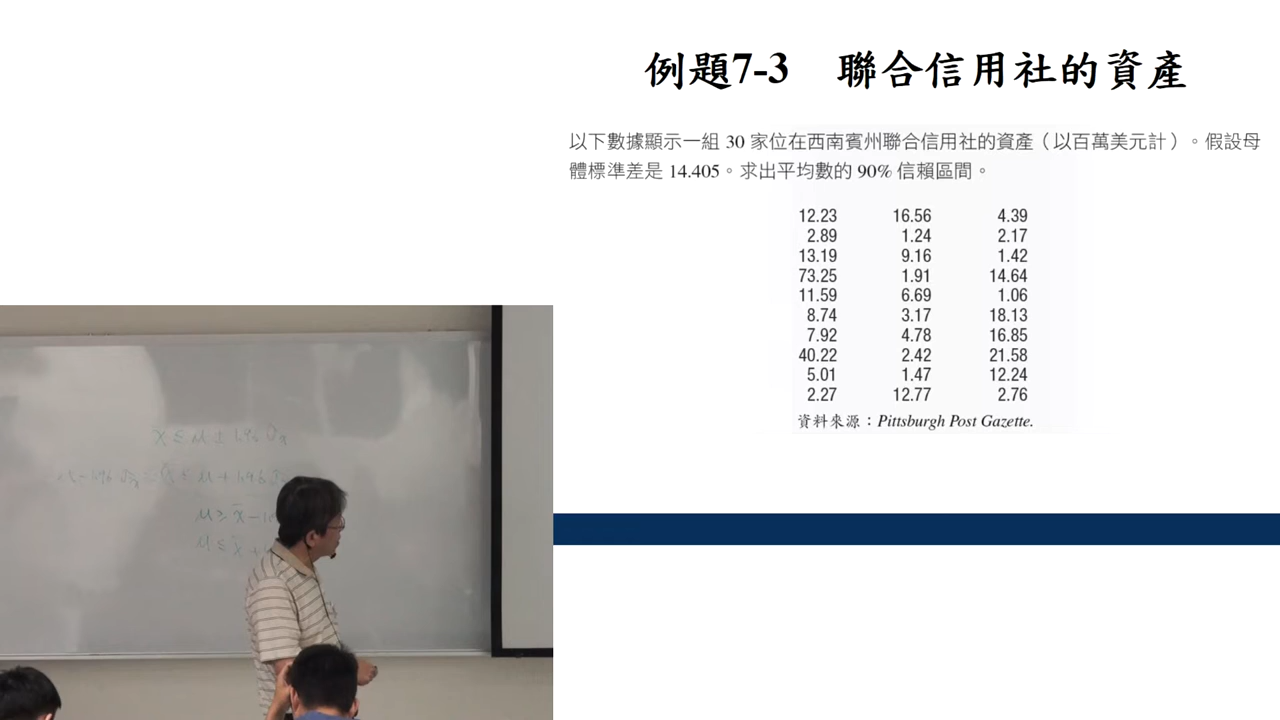 例題7-3 聯合信用社的資產
以下數據顯示一組 30 家位在西南賓州聯合信用社的資產（以百萬美元計）。假設母
體標準差是 14.405。求出平均數的 90% 信賴區間。
12.23 16.56 4.39
2.89 1.24 2.17
13.19 9.16 1.42
73.25 1.91 14.64
11.59 6.69 1.06
8.74 3.17 18.13
7.92 4.78 16.85
40.22 2.42 21.58
5.01 1.47 12.24
2.27 12.77 2.76
資料來源：Pittsburgh Post Gazette.